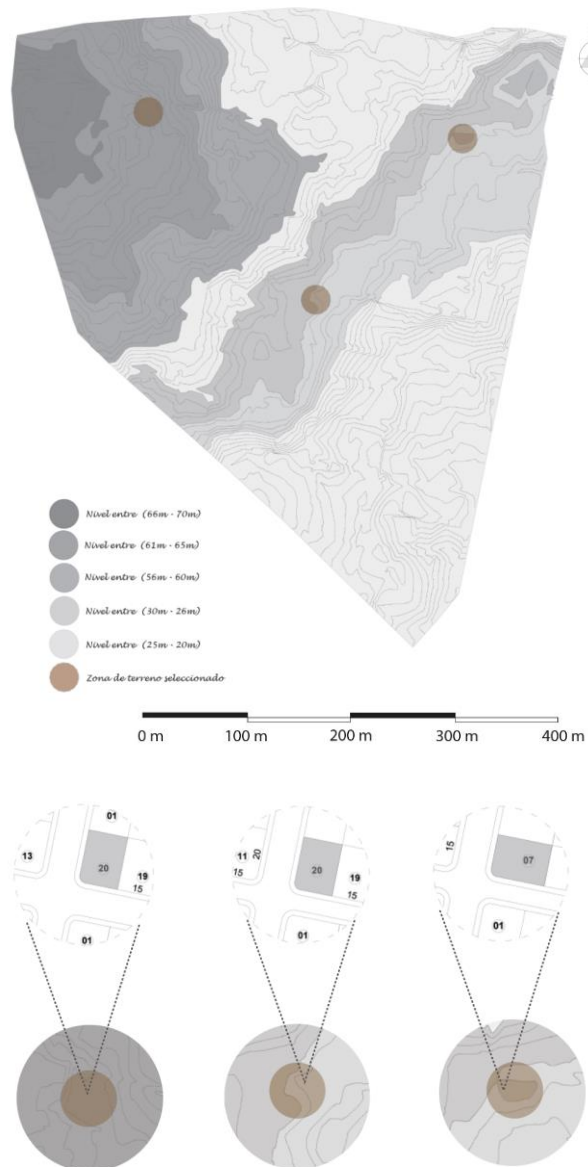 Nivel entre (66m - 70m)
Nivel entre (61m - 65m)
Nivel entre (56m - 60m)
Nivel entre (30m - 26m)
Nivel entre (25m - 20m)
Zona de terreno seleccionado
0 m 100 m 200 m 300 m 400 m
01
13
20
19
15
01
11
20
15
20
19
15
01
15
07
01